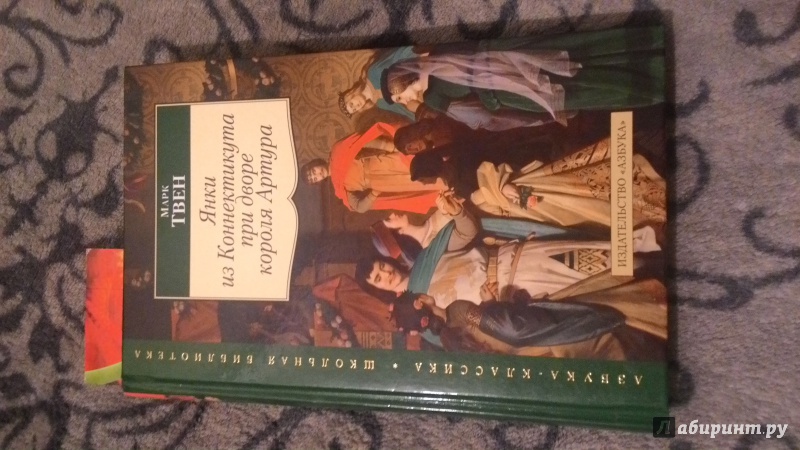 МАРК
ТВЕН
Янки
из Коннектикута
при дворе
короля Артура
ИЗДАТЕЛЬСТВО «АЗБУКА»
АЗБУКА-КЛАССИКА • ШКОЛЬНАЯ БИБЛИОТЕКА
Лабиринт.ру